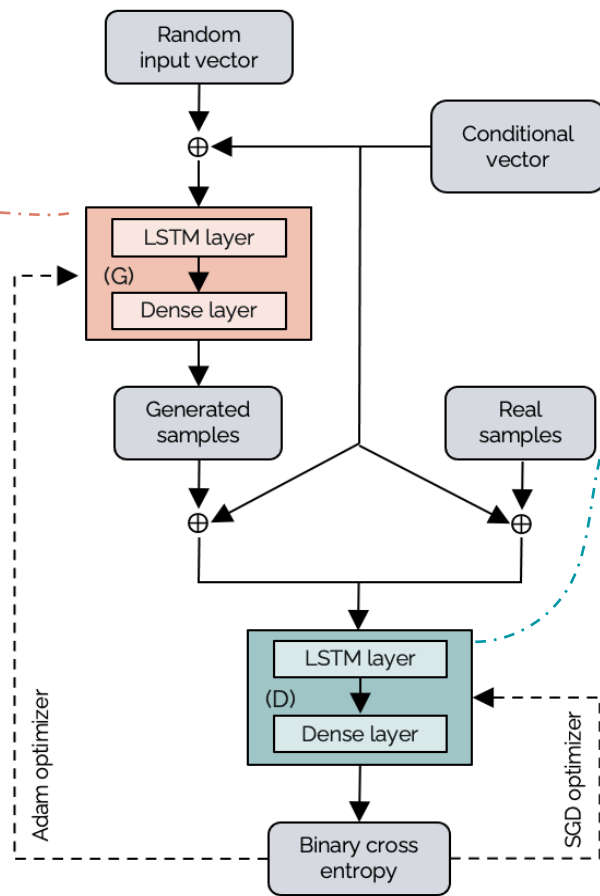 Random
input vector
Conditional
vector
LSTM layer
(G)
Dense layer
Generated
samples
Real
samples
LSTM layer
(D)
Dense layer
Adam optimizer
SGD optimizer
Binary cross
entropy